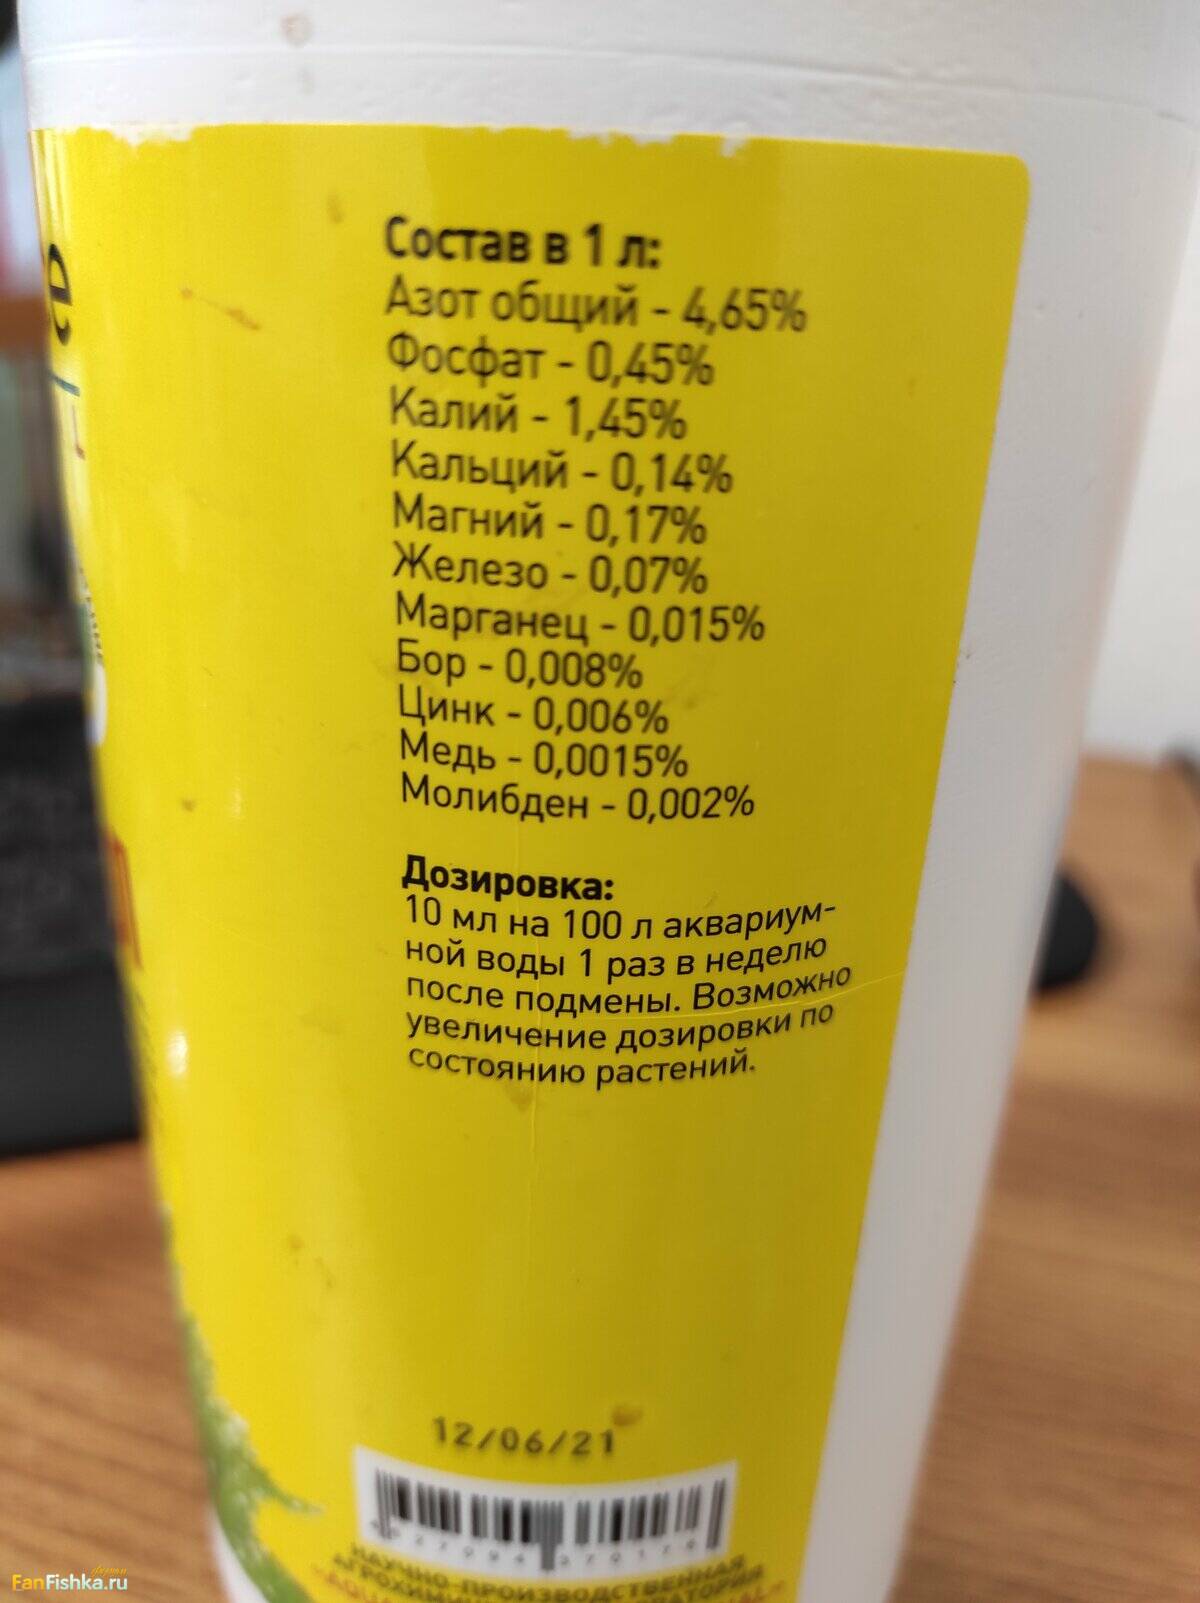 Состав в 1 л:
Азот общий - 4,65%
Фосфат - 0,45%
Калий - 1,45%
Кальций - 0,14%
Магний - 0,17%
Железо - 0,07%
Марганец - 0,015%
Бор - 0,008%
Цинк - 0,006%
Медь - 0,0015%
Молибден - 0,002%
Дозировка:
10 мл на 100 л аквариум-
ной воды 1 раз в неделю
после подмены. Возможно
увеличение дозировки по
состоянию растений.
12/06/21
НАУЧНО-ПРОИЗВОДСТВЕННАЯ
FanFishka.ru